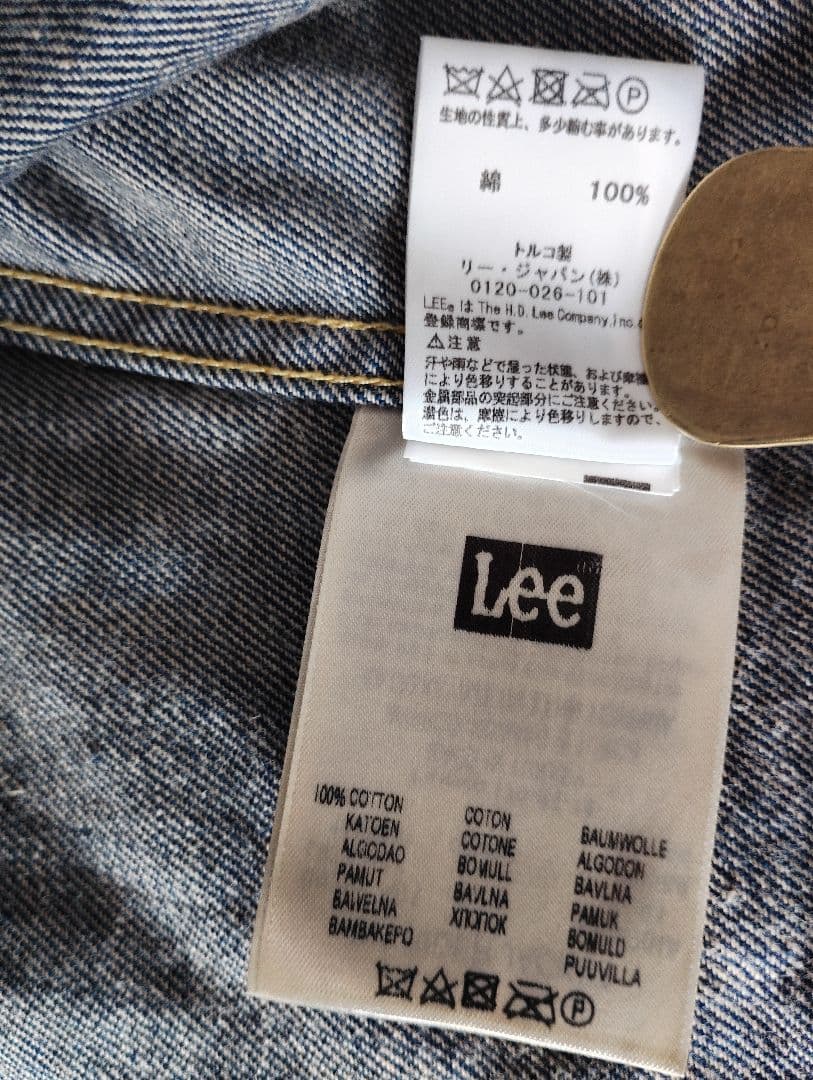 P
生地の性質上、多少縮む事があります。
綿 100%
トルコ製
リー・ジャパン(株)
0120-026-101
LEE® は The H.D. Lee Company, Inc.
登録商標です。
⚠注意
汗や雨などで湿った状態、および摩擦
により色移りすることがあります。
金属部品の突起部分にご注意ください。
濃色は、摩擦により色移りしますので、
ご注意ください。
Lee
100% COTTON COTON BAUMWOLLE
KATOEN COTONE ALGODON
ALGODAO BOMULL BAVLNA
PAMUT BAVLNA PAMUK
BAWELNA ХЛОПОК BOMULD
BAMBAKEPO PUUVILLA
P